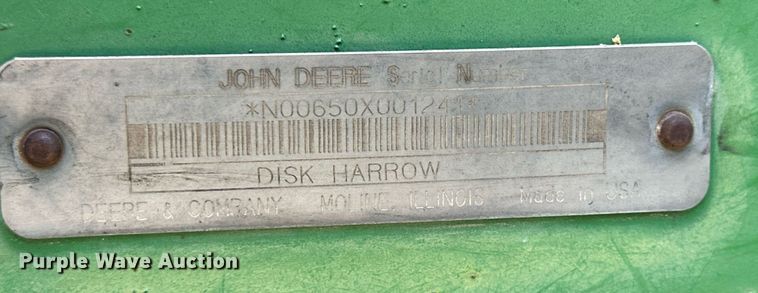 JOHN DEERE Serial Number
*N00650X001241*
DISK HARROW
DEERE & COMPANY MOLINE, ILLINOIS Made in USA
Purple Wave Auction